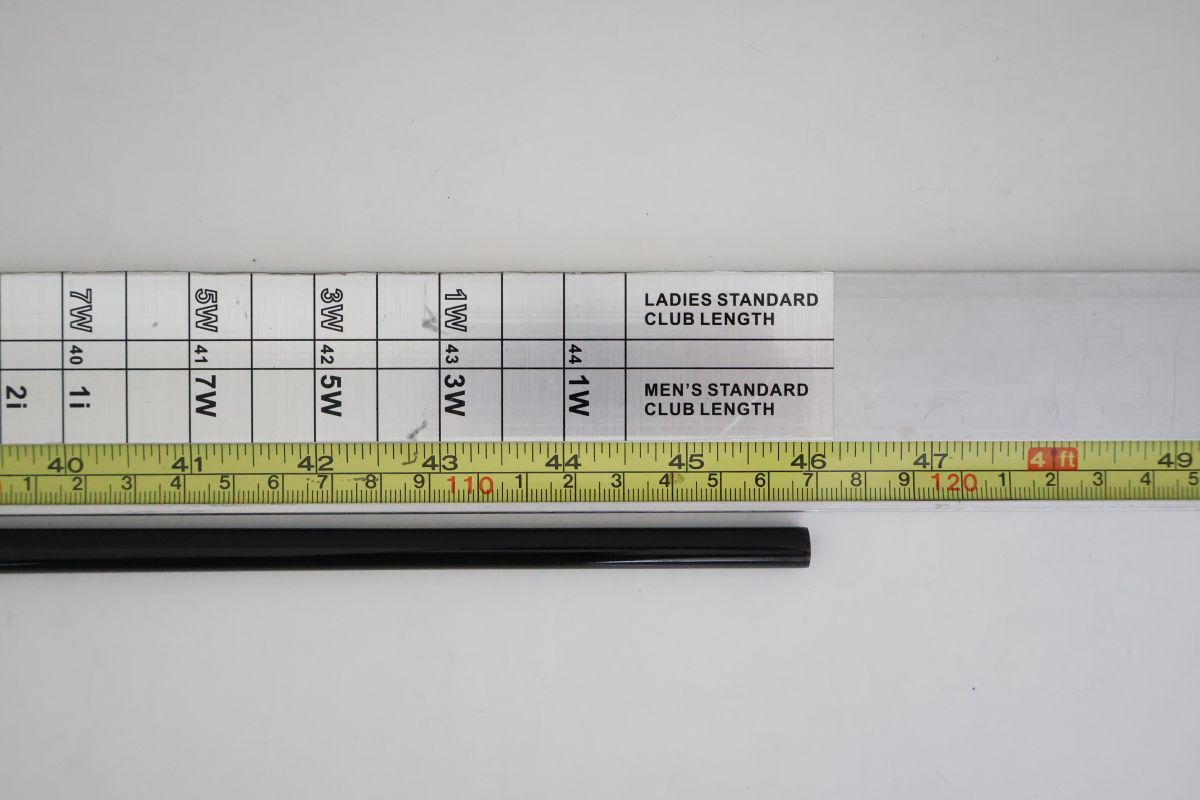 7W 5W 3W 1W LADIES STANDARD
CLUB LENGTH
40 41 42 43 44
2i 1i 7W 5W 3W 1W MEN'S STANDARD
CLUB LENGTH
40 41 42 43 44 45 46 47 4 ft 49
1 2 3 4 5 6 7 8 9 110 1 2 3 4 5 6 7 8 9 120 1 2 3 4 5